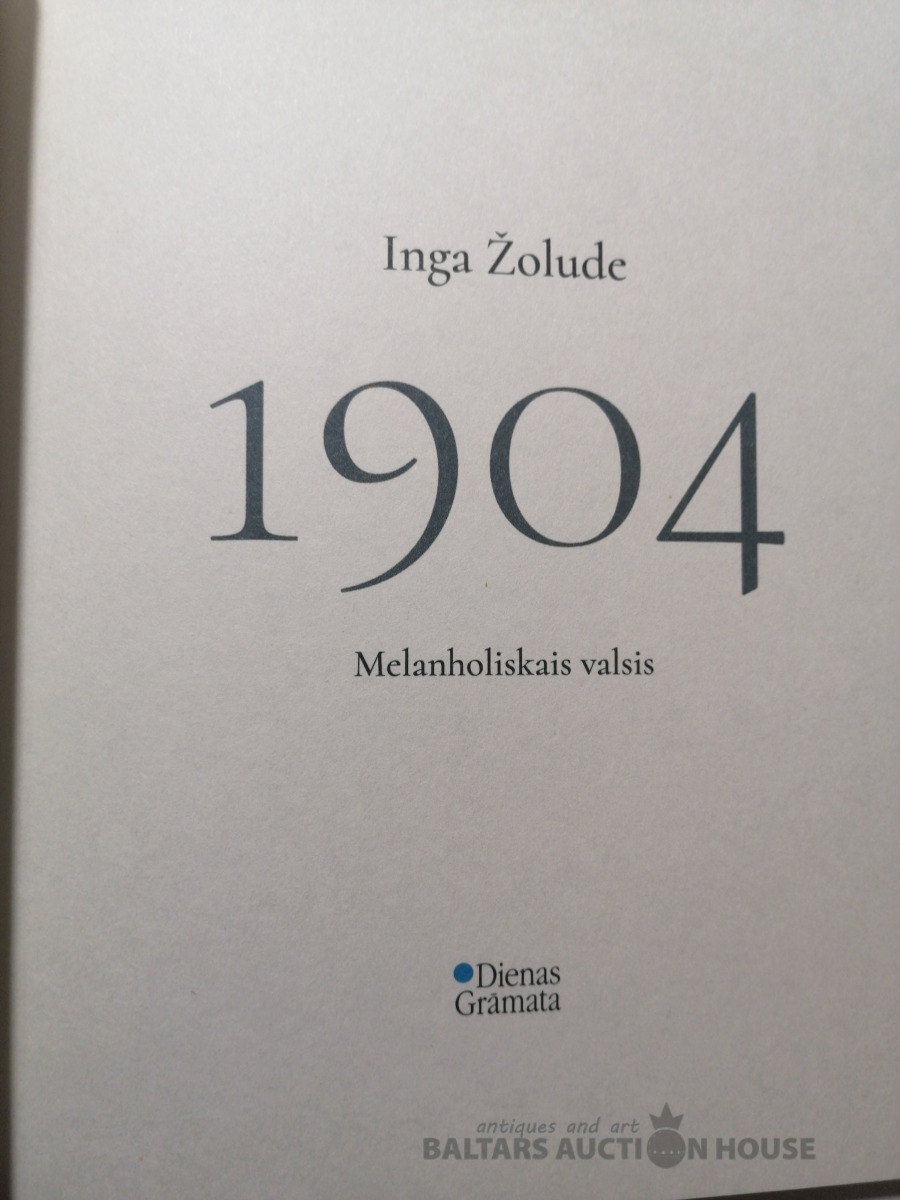 Inga Žolude
1904
Melanholiskais valsis
Dienas
Grāmata
antiques and art
BALTARS AUCTION HOUSE